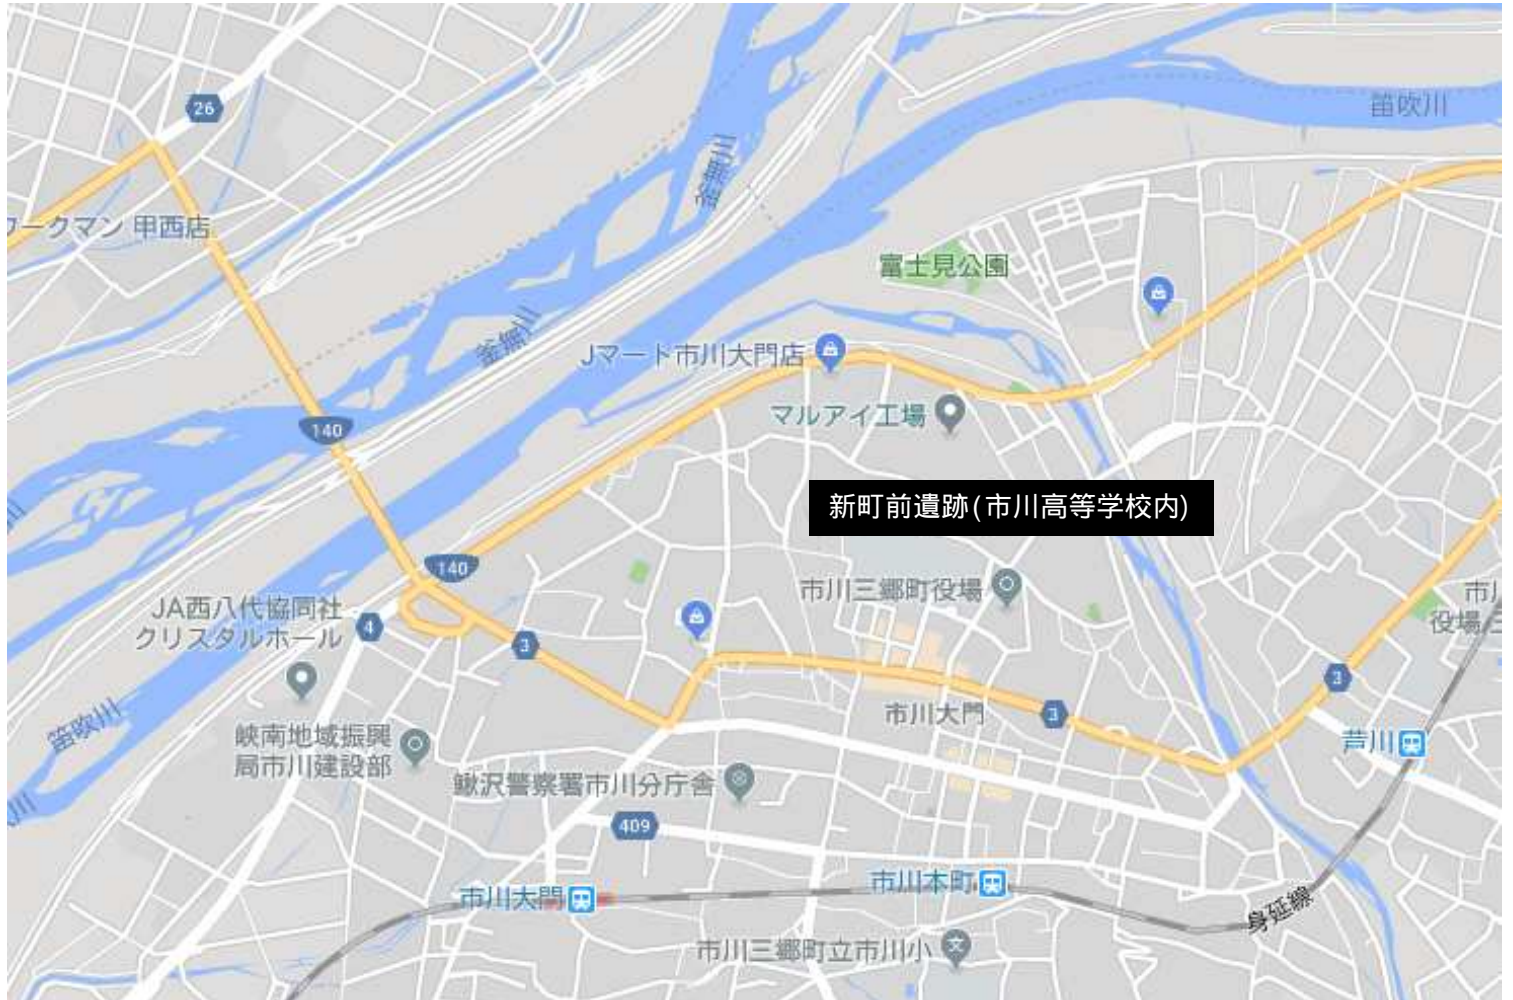 26
笛吹川
釜無川
ワークマン 甲西店
富士見公園
釜無川
Jマート市川大門店
マルアイ工場
140
新町前遺跡(市川高等学校内)
140
市川三郷町役場
JA西八代協同社
クリスタルホール
4
3
3
笛吹川
峡南地域振興
局市川建設部
市川大門
3
芦川
鰍沢警察署市川分庁舎
409
市川大門
市川本町
身延線
市川三郷町立市川小